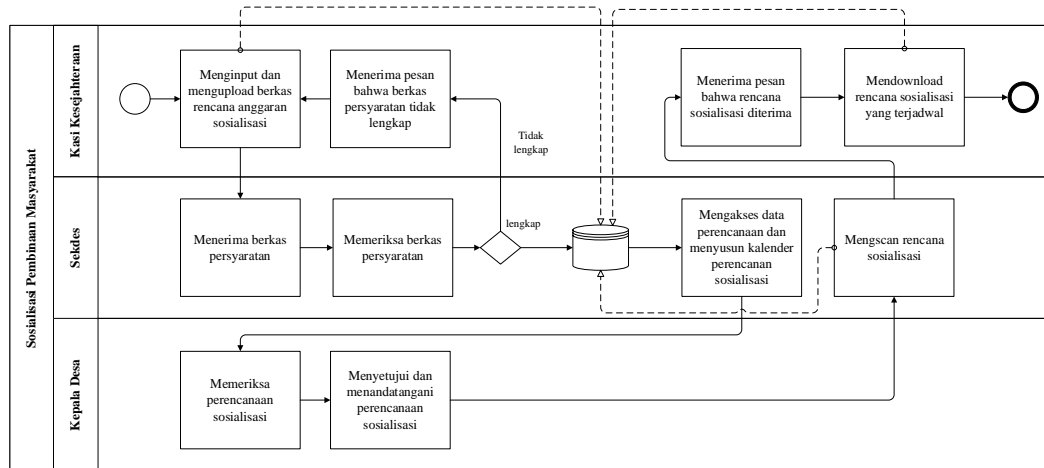 Sosialisasi Pembinaan Masyarakat
Kasi Kesejahteraan
Menginput dan
mengupload berkas
rencana anggaran
sosialisasi
Menerima pesan
bahwa berkas
persyaratan tidak
lengkap
Tidak
lengkap
Menerima pesan
bahwa rencana
sosialisasi diterima
Mendownload
rencana sosialisasi
yang terjadwal
Sekdes
Menerima berkas
persyaratan
Memeriksa berkas
persyaratan
lengkap
Mengakses data
perencanaan dan
menyusun kalender
perencanan
sosialisasi
Mengscan rencana
sosialisasi
Kepala Desa
Memeriksa
perencanaan
sosialisasi
Menyetujui dan
menandatangani
perencanaan
sosialisasi